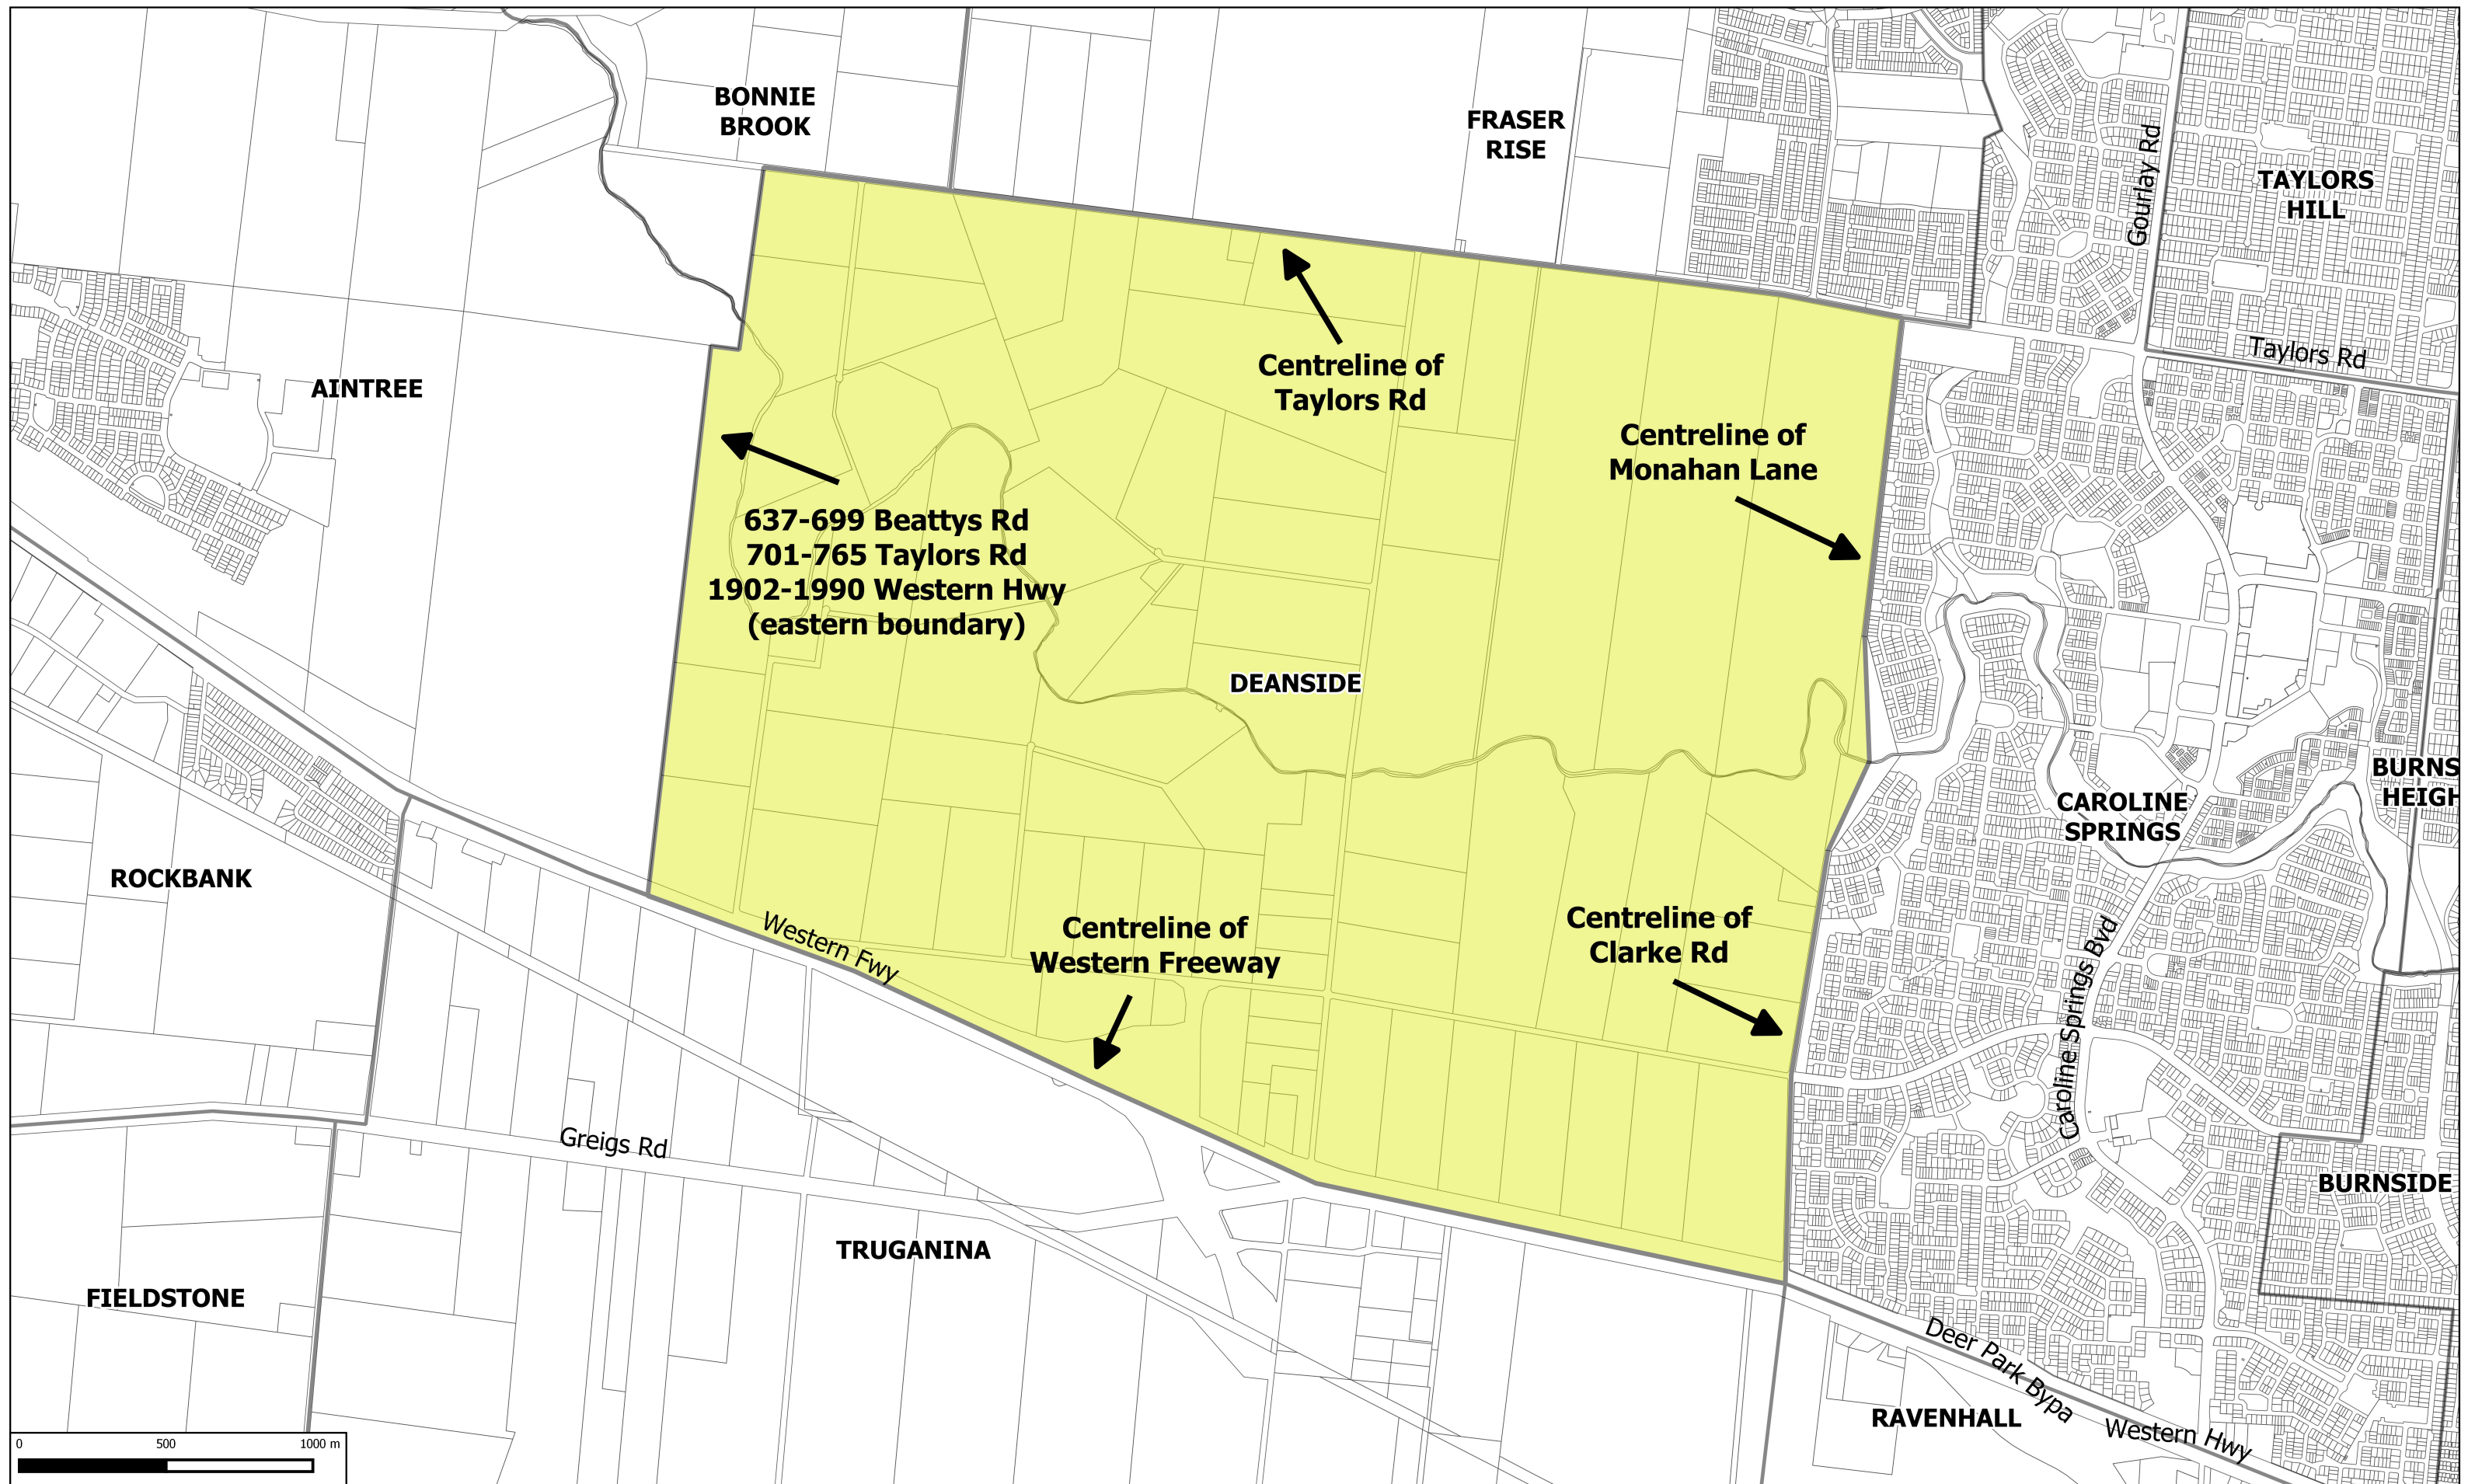 BONNIE
BROOK
FRASER
RISE
Gourlay Rd
TAYLORS
HILL
Taylors Rd
AINTREE
Centreline of
Taylors Rd
Centreline of
Monahan Lane
637-699 Beattys Rd
701-765 Taylors Rd
1902-1990 Western Hwy
(eastern boundary)
DEANSIDE
BURNS
HEIGH
CAROLINE
SPRINGS
ROCKBANK
Western Fwy
Centreline of
Western Freeway
Centreline of
Clarke Rd
Caroline Springs Bvd
Greigs Rd
BURNSIDE
TRUGANINA
FIELDSTONE
Deer Park Bypa
RAVENHALL
Western Hwy
0 500 1000 m